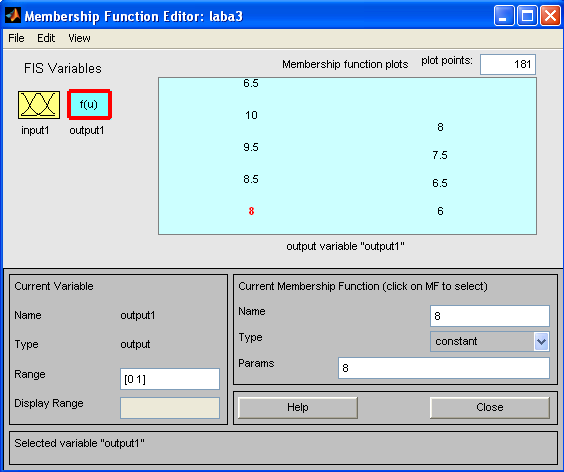 Membership Function Editor: laba3
File Edit View
FIS Variables
f(u)
input1 output1
Membership function plots plot points: 181
6.5
10
9.5
8.5
8
8
7.5
6.5
6
output variable "output1"
Current Variable
Name output1
Type output
Range [0 1]
Display Range
Current Membership Function (click on MF to select)
Name 8
Type constant
Params 8
Help Close
Selected variable "output1"